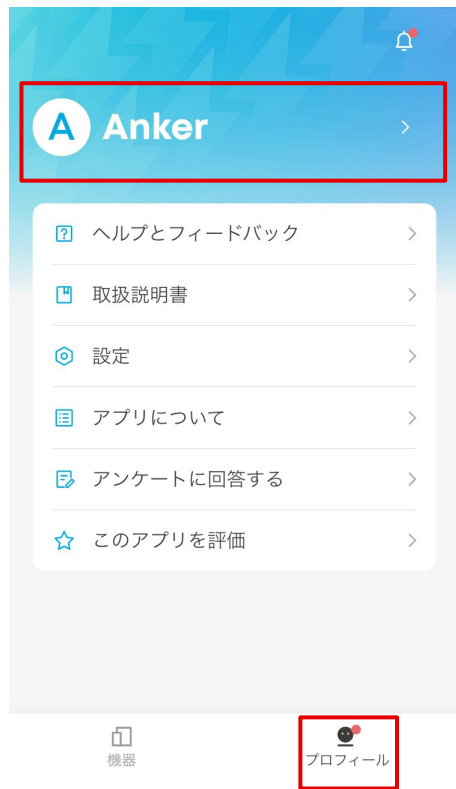 A Anker
ヘルプとフィードバック
取扱説明書
設定
アプリについて
アンケートに回答する
このアプリを評価
機器
プロフィール